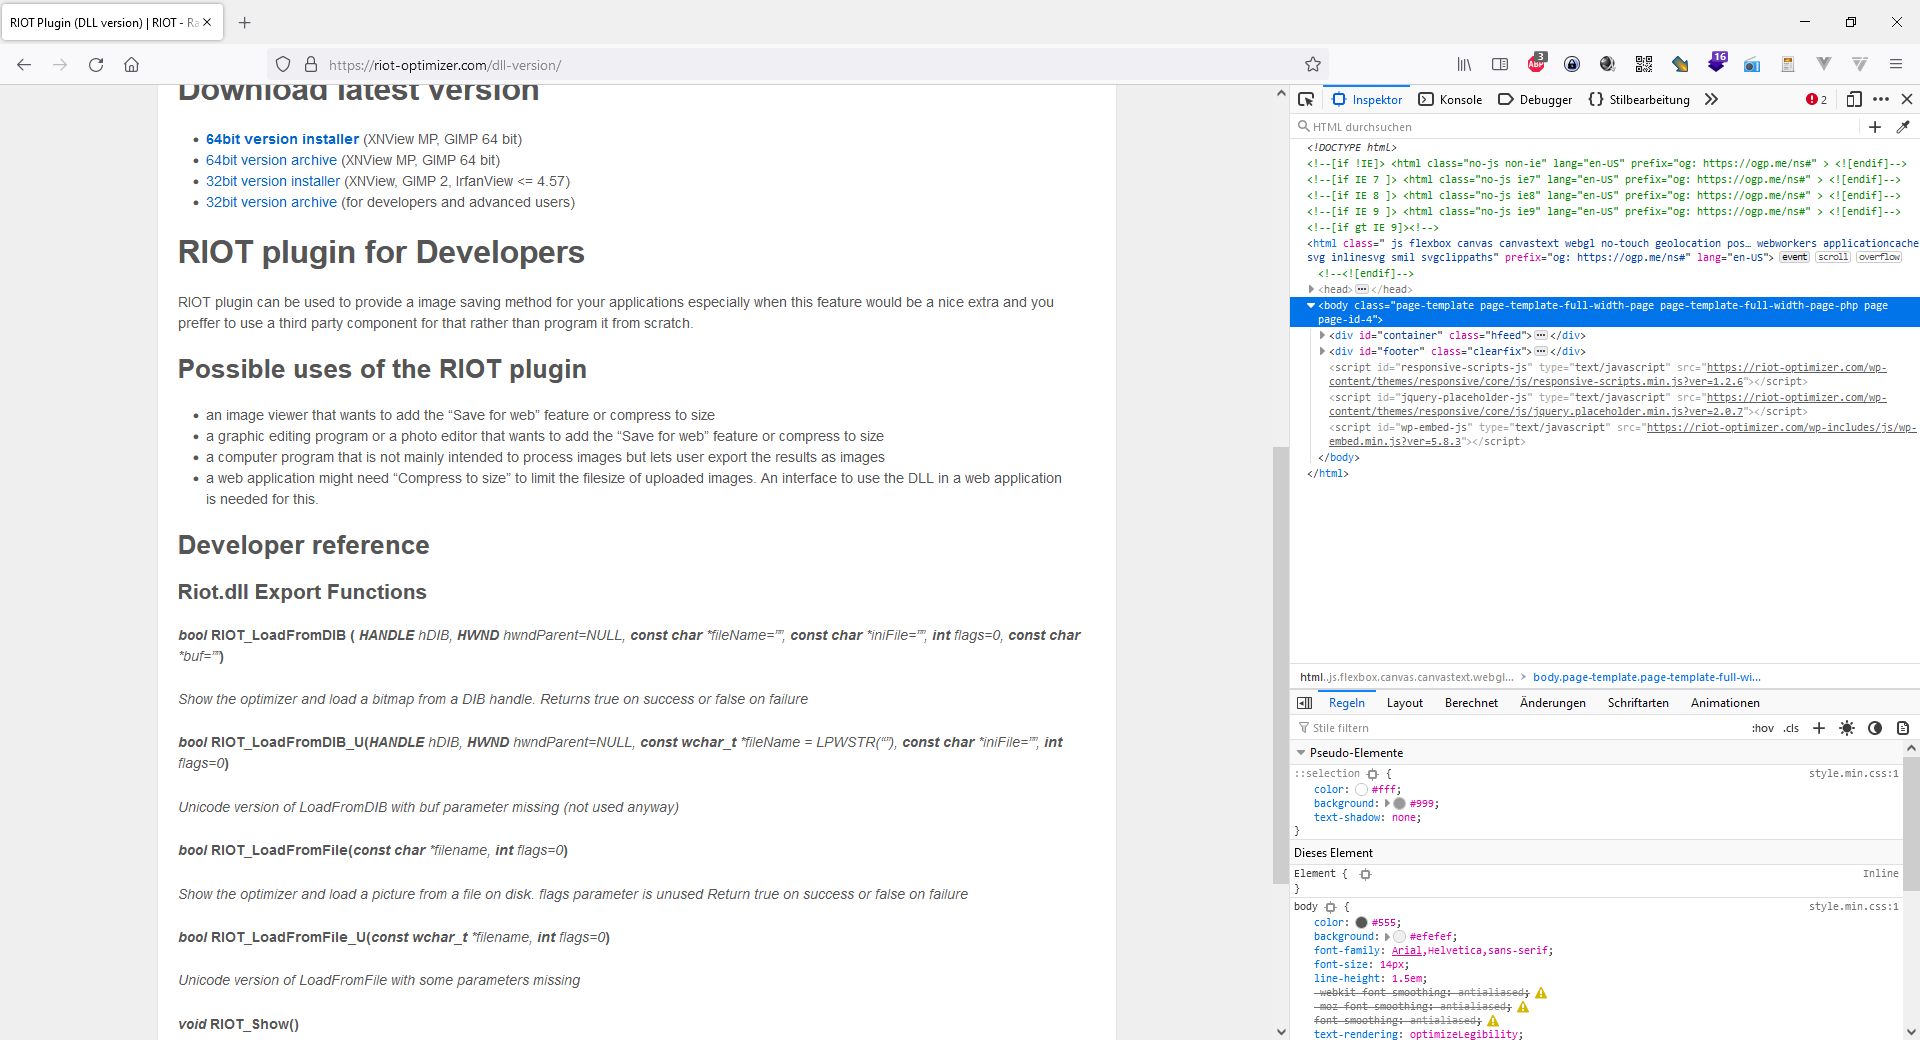 RIOT Plugin (DLL version) | RIOT - Ra
https://riot-optimizer.com/dll-version/
3
ABP
16
Download latest version
64bit version installer (XNView MP, GIMP 64 bit)
64bit version archive (XNView MP, GIMP 64 bit)
32bit version installer (XNView, GIMP 2, IrfanView <= 4.57)
32bit version archive (for developers and advanced users)
RIOT plugin for Developers
RIOT plugin can be used to provide a image saving method for your applications especially when this feature would be a nice extra and you
preffer to use a third party component for that rather than program it from scratch.
Possible uses of the RIOT plugin
an image viewer that wants to add the “Save for web” feature or compress to size
a graphic editing program or a photo editor that wants to add the “Save for web” feature or compress to size
a computer program that is not mainly intended to process images but lets user export the results as images
a web application might need “Compress to size” to limit the filesize of uploaded images. An interface to use the DLL in a web application
is needed for this.
Developer reference
Riot.dll Export Functions
bool RIOT_LoadFromDIB ( HANDLE hDIB, HWND hwndParent=NULL, const char *fileName=””, const char *iniFile=””, int flags=0, const char
*buf=””)
Show the optimizer and load a bitmap from a DIB handle. Returns true on success or false on failure
bool RIOT_LoadFromDIB_U(HANDLE hDIB, HWND hwndParent=NULL, const wchar_t *fileName = LPWSTR(“”), const char *iniFile=””, int
flags=0)
Unicode version of LoadFromDIB with buf parameter missing (not used anyway)
bool RIOT_LoadFromFile(const char *filename, int flags=0)
Show the optimizer and load a picture from a file on disk. flags parameter is unused Return true on success or false on failure
bool RIOT_LoadFromFile_U(const wchar_t *filename, int flags=0)
Unicode version of LoadFromFile with some parameters missing
void RIOT_Show()
Inspektor Konsole Debugger Stilbearbeitung 2
HTML durchsuchen
<!DOCTYPE html>
<!--[if !IE]> <html class="no-js non-ie" lang="en-US" prefix="og: https://ogp.me/ns#" > <![endif]-->
<!--[if IE 7 ]> <html class="no-js ie7" lang="en-US" prefix="og: https://ogp.me/ns#" > <![endif]-->
<!--[if IE 8 ]> <html class="no-js ie8" lang="en-US" prefix="og: https://ogp.me/ns#" > <![endif]-->
<!--[if IE 9 ]> <html class="no-js ie9" lang="en-US" prefix="og: https://ogp.me/ns#" > <![endif]-->
<!--[if gt IE 9]><!-->
<html class=" js flexbox canvas canvastext webgl no-touch geolocation pos… webworkers applicationcache
svg inlinesvg smil svgclippaths" prefix="og: https://ogp.me/ns#" lang="en-US"> event scroll overflow
<!--<![endif]-->
<head> … </head>
<body class="page-template page-template-full-width-page page-template-full-width-page-php page
page-id-4">
<div id="container" class="hfeed"> … </div>
<div id="footer" class="clearfix"> … </div>
<script id="responsive-scripts-js" type="text/javascript" src="https://riot-optimizer.com/wp-
content/themes/responsive/core/js/responsive-scripts.min.js?ver=1.2.6"></script>
<script id="jquery-placeholder-js" type="text/javascript" src="https://riot-optimizer.com/wp-
content/themes/responsive/core/js/jquery.placeholder.min.js?ver=2.0.7"></script>
<script id="wp-embed-js" type="text/javascript" src="https://riot-optimizer.com/wp-includes/js/wp-
embed.min.js?ver=5.8.3"></script>
</body>
</html>
html.js.flexbox.canvas.canvastext.webgl… > body.page-template.page-template-full-wi…
Regeln Layout Berechnet Änderungen Schriftarten Animationen
Stile filtern :hov .cls
Pseudo-Elemente
::selection { style.min.css:1
color: #fff;
background: #999;
text-shadow: none;
}
Dieses Element
Element { Inline
}
body { style.min.css:1
color: #555;
background: #efefef;
font-family: Arial,Helvetica,sans-serif;
font-size: 14px;
line-height: 1.5em;
-webkit-font-smoothing: antialiased;
-moz-font-smoothing: antialiased;
font-smoothing: antialiased;
text-rendering: optimizeLegibility;